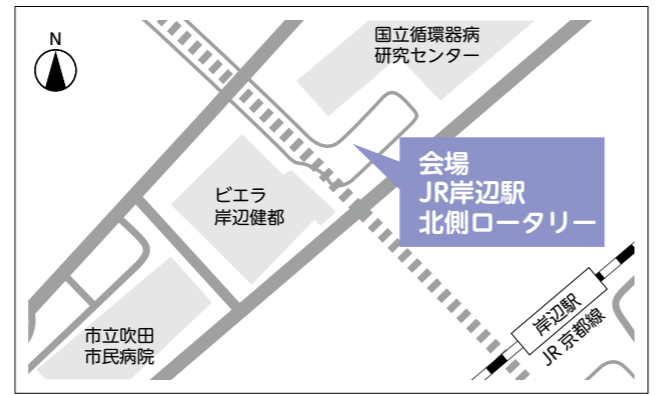 N
国立循環器病
研究センター
会場
JR岸辺駅
北側ロータリー
ビエラ
岸辺健都
市立吹田
市民病院
岸辺駅
JR 京都線